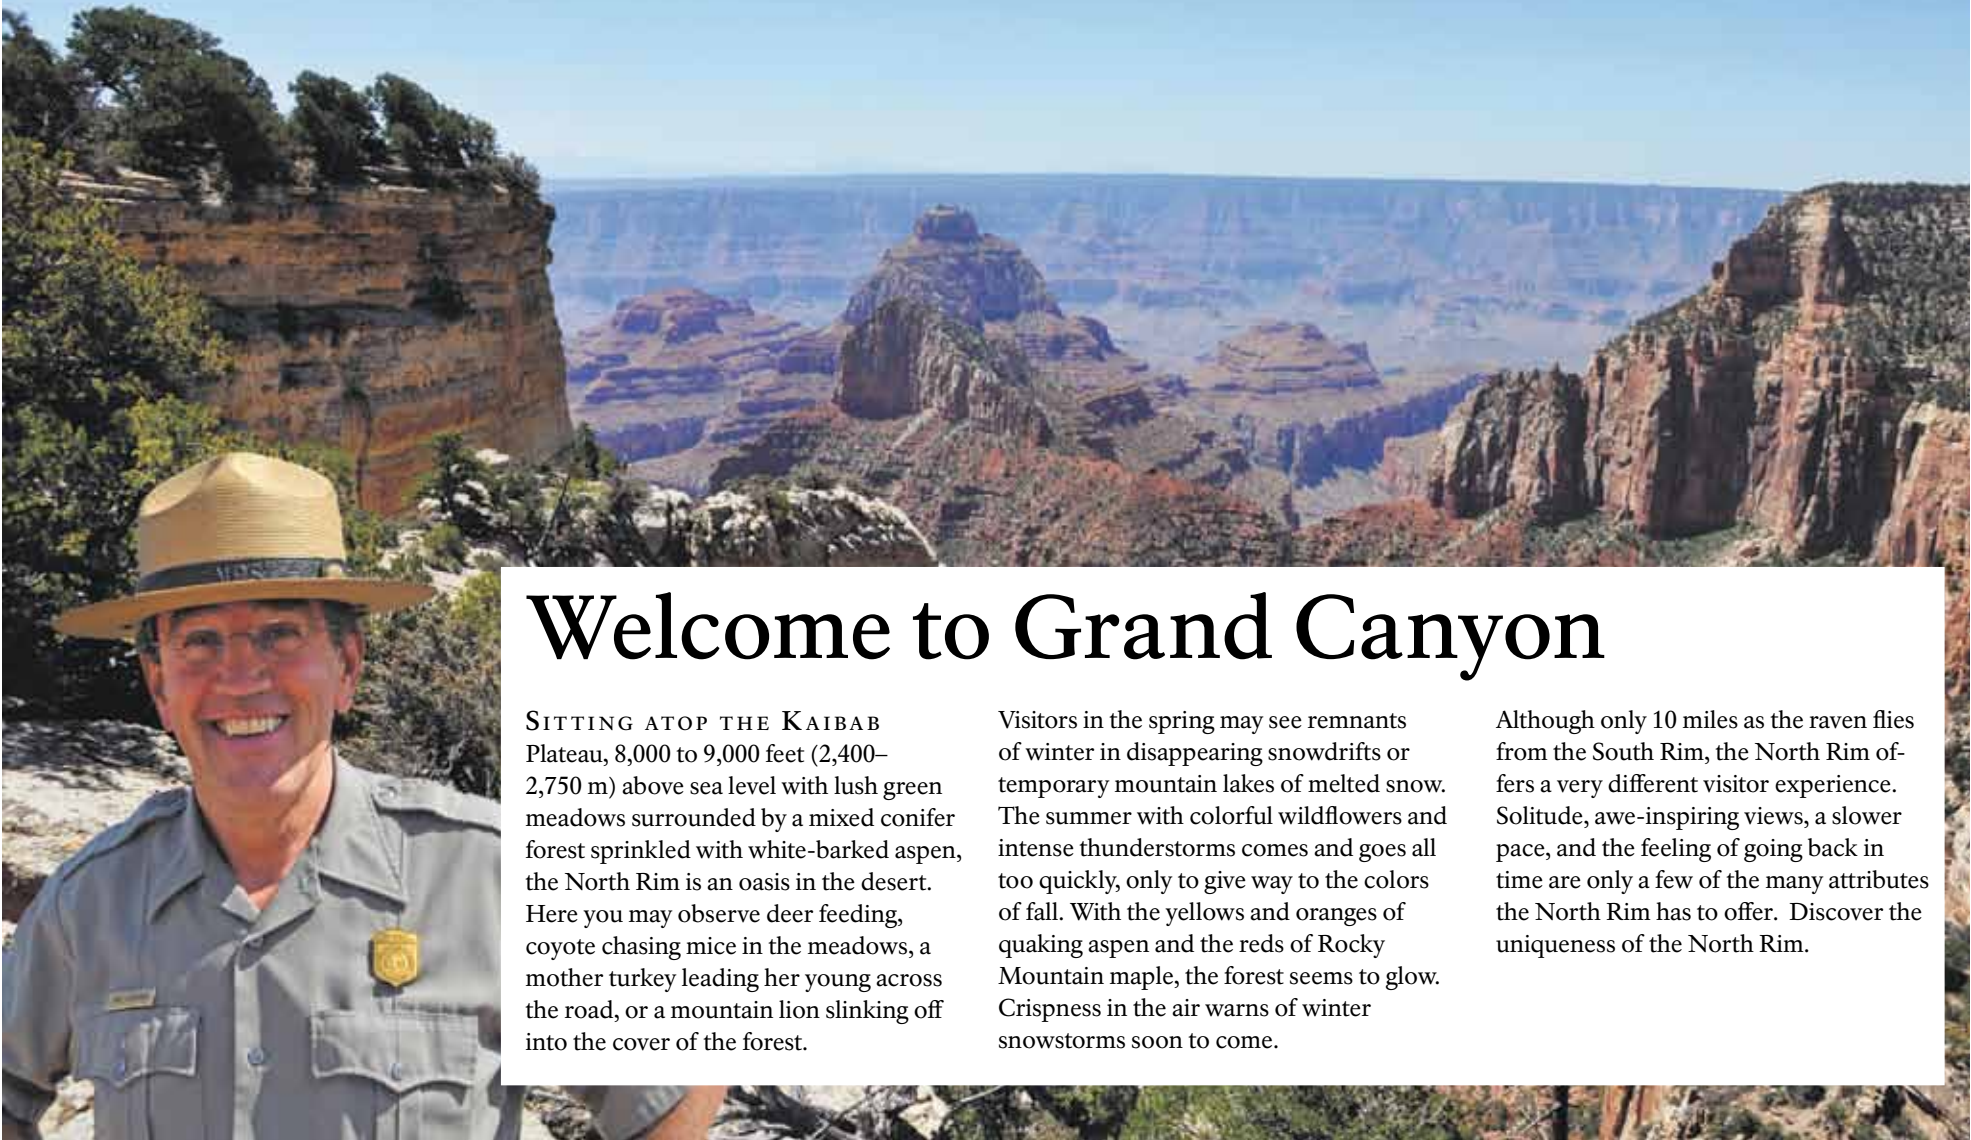 Welcome to Grand Canyon
Sitting atop the Kaibab
Plateau, 8,000 to 9,000 feet (2,400–
2,750 m) above sea level with lush green
meadows surrounded by a mixed conifer
forest sprinkled with white-barked aspen,
the North Rim is an oasis in the desert.
Here you may observe deer feeding,
coyote chasing mice in the meadows, a
mother turkey leading her young across
the road, or a mountain lion slinking off
into the cover of the forest.
Visitors in the spring may see remnants
of winter in disappearing snowdrifts or
temporary mountain lakes of melted snow.
The summer with colorful wildflowers and
intense thunderstorms comes and goes all
too quickly, only to give way to the colors
of fall. With the yellows and oranges of
quaking aspen and the reds of Rocky
Mountain maple, the forest seems to glow.
Crispness in the air warns of winter
snowstorms soon to come.
Although only 10 miles as the raven flies
from the South Rim, the North Rim of-
fers a very different visitor experience.
Solitude, awe-inspiring views, a slower
pace, and the feeling of going back in
time are only a few of the many attributes
the North Rim has to offer.  Discover the
uniqueness of the North Rim.